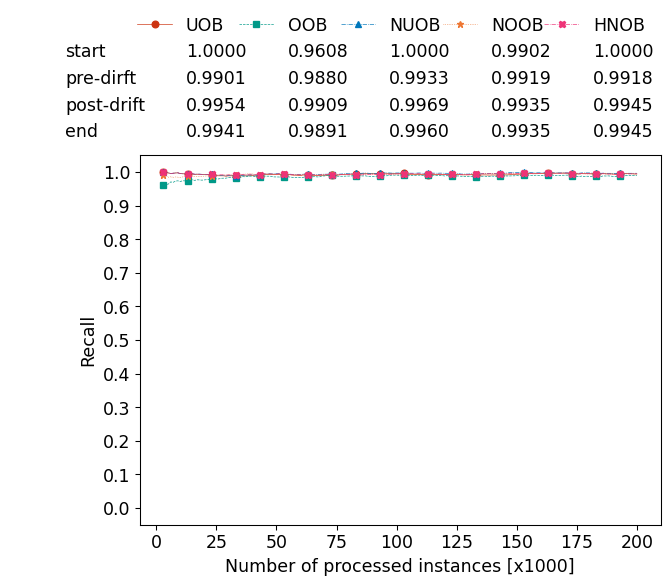 UOB OOB NUOB NOOB HNOB
start 1.0000 0.9608 1.0000 0.9902 1.0000
pre-dirft 0.9901 0.9880 0.9933 0.9919 0.9918
post-drift 0.9954 0.9909 0.9969 0.9935 0.9945
end 0.9941 0.9891 0.9960 0.9935 0.9945
1.0
0.9
0.8
0.7
0.6
0.5
0.4
0.3
0.2
0.1
0.0
Recall
0 25 50 75 100 125 150 175 200
Number of processed instances [x1000]